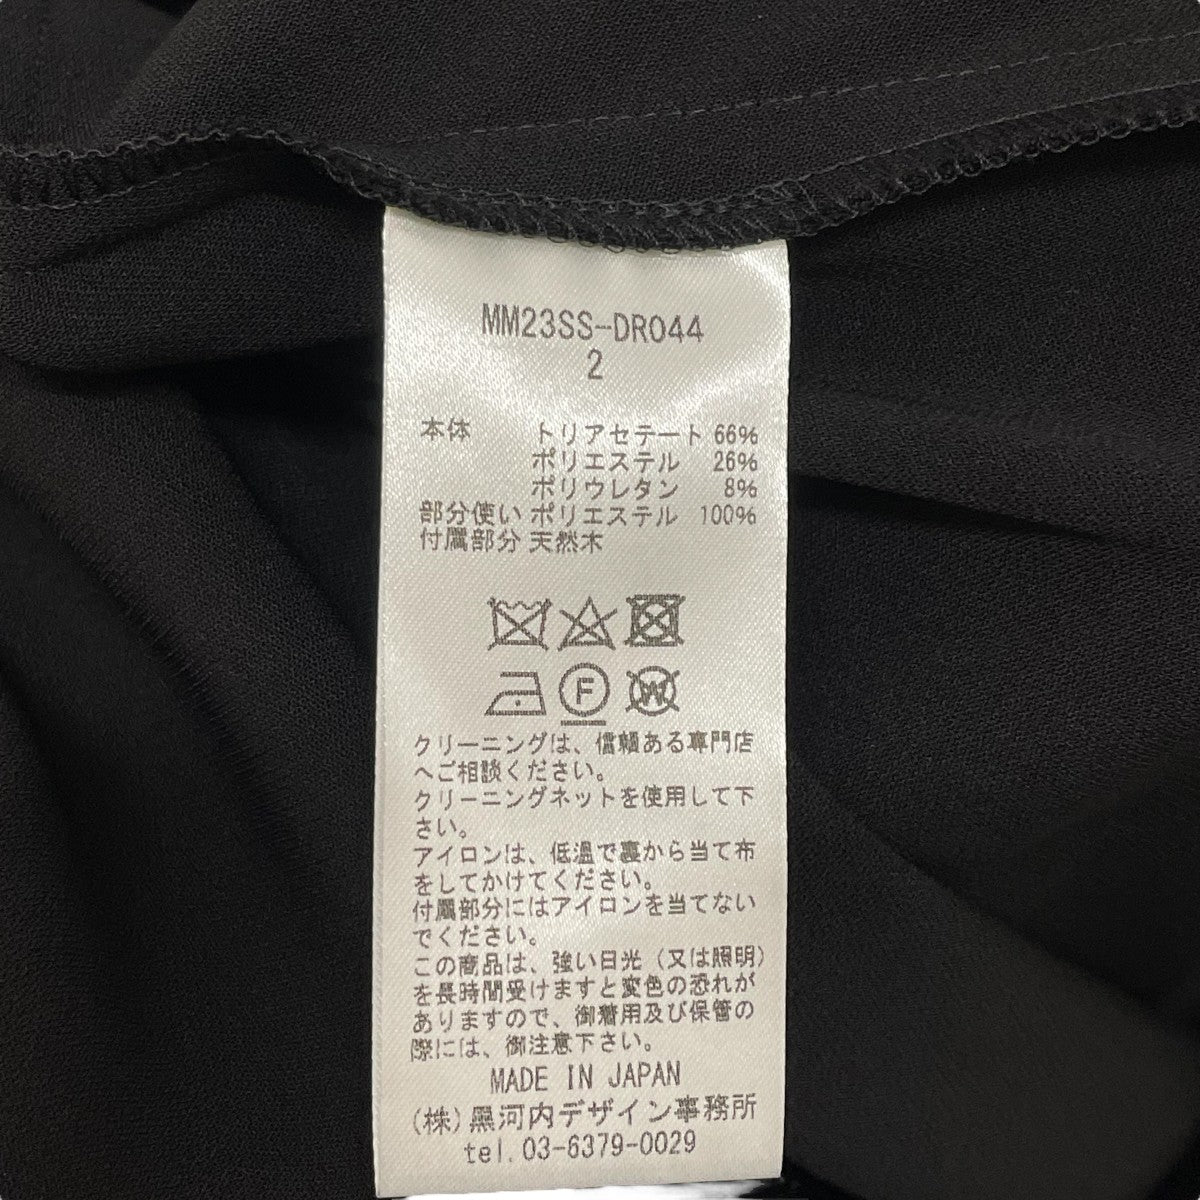 MM23SS-DR044
2
本体 トリアセテート 66%
ポリエステル 26%
ポリウレタン 8%
部分使い ポリエステル 100%
付属部分 天然木
F W
クリーニングは、信頼ある専門店
へご相談ください。
クリーニングネットを使用して下
さい。
アイロンは、低温で裏から当て布
をしてかけてください。
付属部分にはアイロンを当てない
でください。
この商品は、強い日光(又は照明)
を長時間受けますと変色の恐れが
ありますので、御着用及び保管の
際には、御注意下さい。
MADE IN JAPAN
(株)黒河内デザイン事務所
tel.03-6379-0029